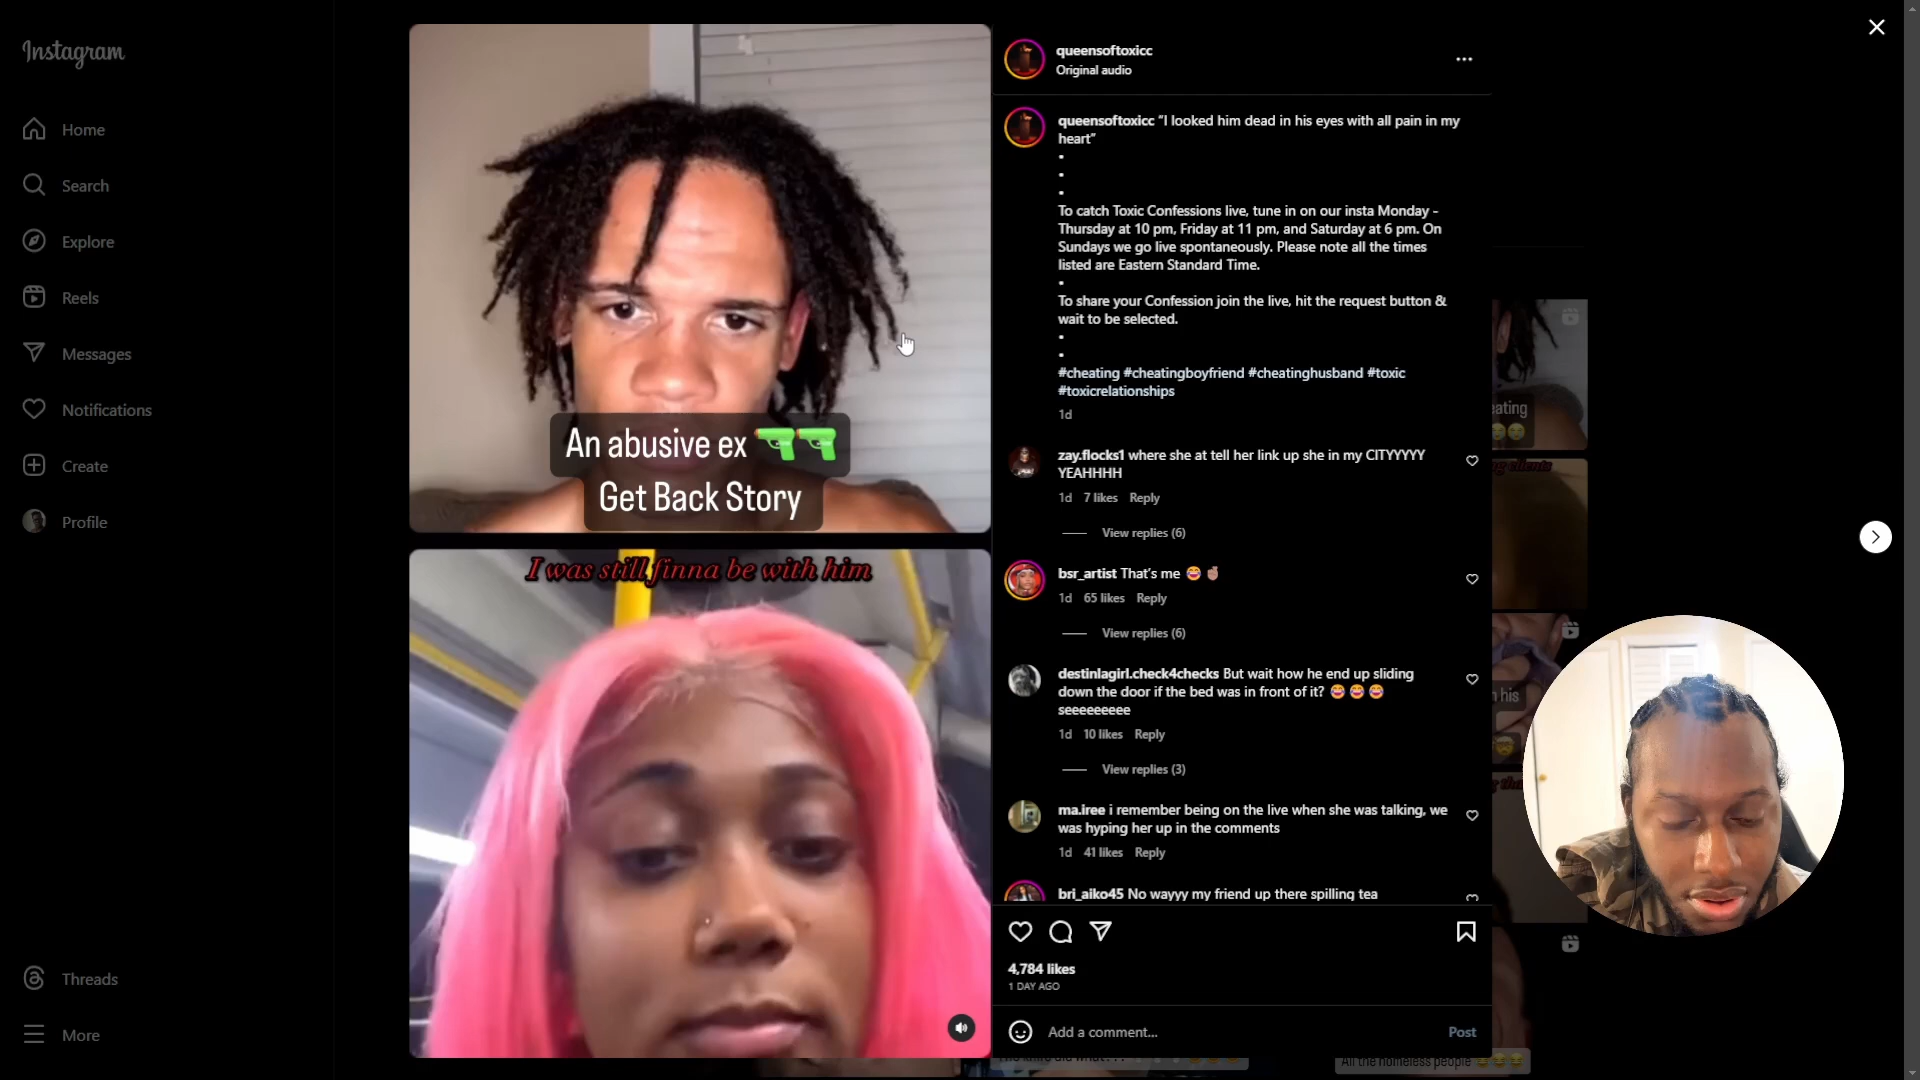 Instagram
Home
Search
Explore
Reels
Messages
Notifications
Create
Profile
Threads
More
An abusive ex 🔫🔫
Get Back Story
I was still finna be with him
queensoftoxicc
Original audio
queensoftoxicc "I looked him dead in his eyes with all pain in my
heart"
•
•
•
To catch Toxic Confessions live, tune in on our insta Monday -
Thursday at 10 pm, Friday at 11 pm, and Saturday at 6 pm. On
Sundays we go live spontaneously. Please note all the times
listed are Eastern Standard Time.
•
To share your Confession join the live, hit the request button &
wait to be selected.
•
•
#cheating #cheatingboyfriend #cheatinghusband #toxic
#toxicrelationships
1d
zay.flocks1 where she at tell her link up she in my CITYYYYY
YEAHHHH
1d 7 likes Reply
View replies (6)
bsr_artist That's me 😂✌🏽
1d 65 likes Reply
View replies (6)
destinlagirl.check4checks But wait how he end up sliding
down the door if the bed was in front of it? 😂😂😂
seeeeeeeee
1d 10 likes Reply
View replies (3)
ma.iree i remember being on the live when she was talking, we
was hyping her up in the comments
1d 41 likes Reply
bri_aiko45 No wayyy my friend up there spilling tea
4,784 likes
1 DAY AGO
Add a comment...
Post
eating
clients
his
All the homeless people